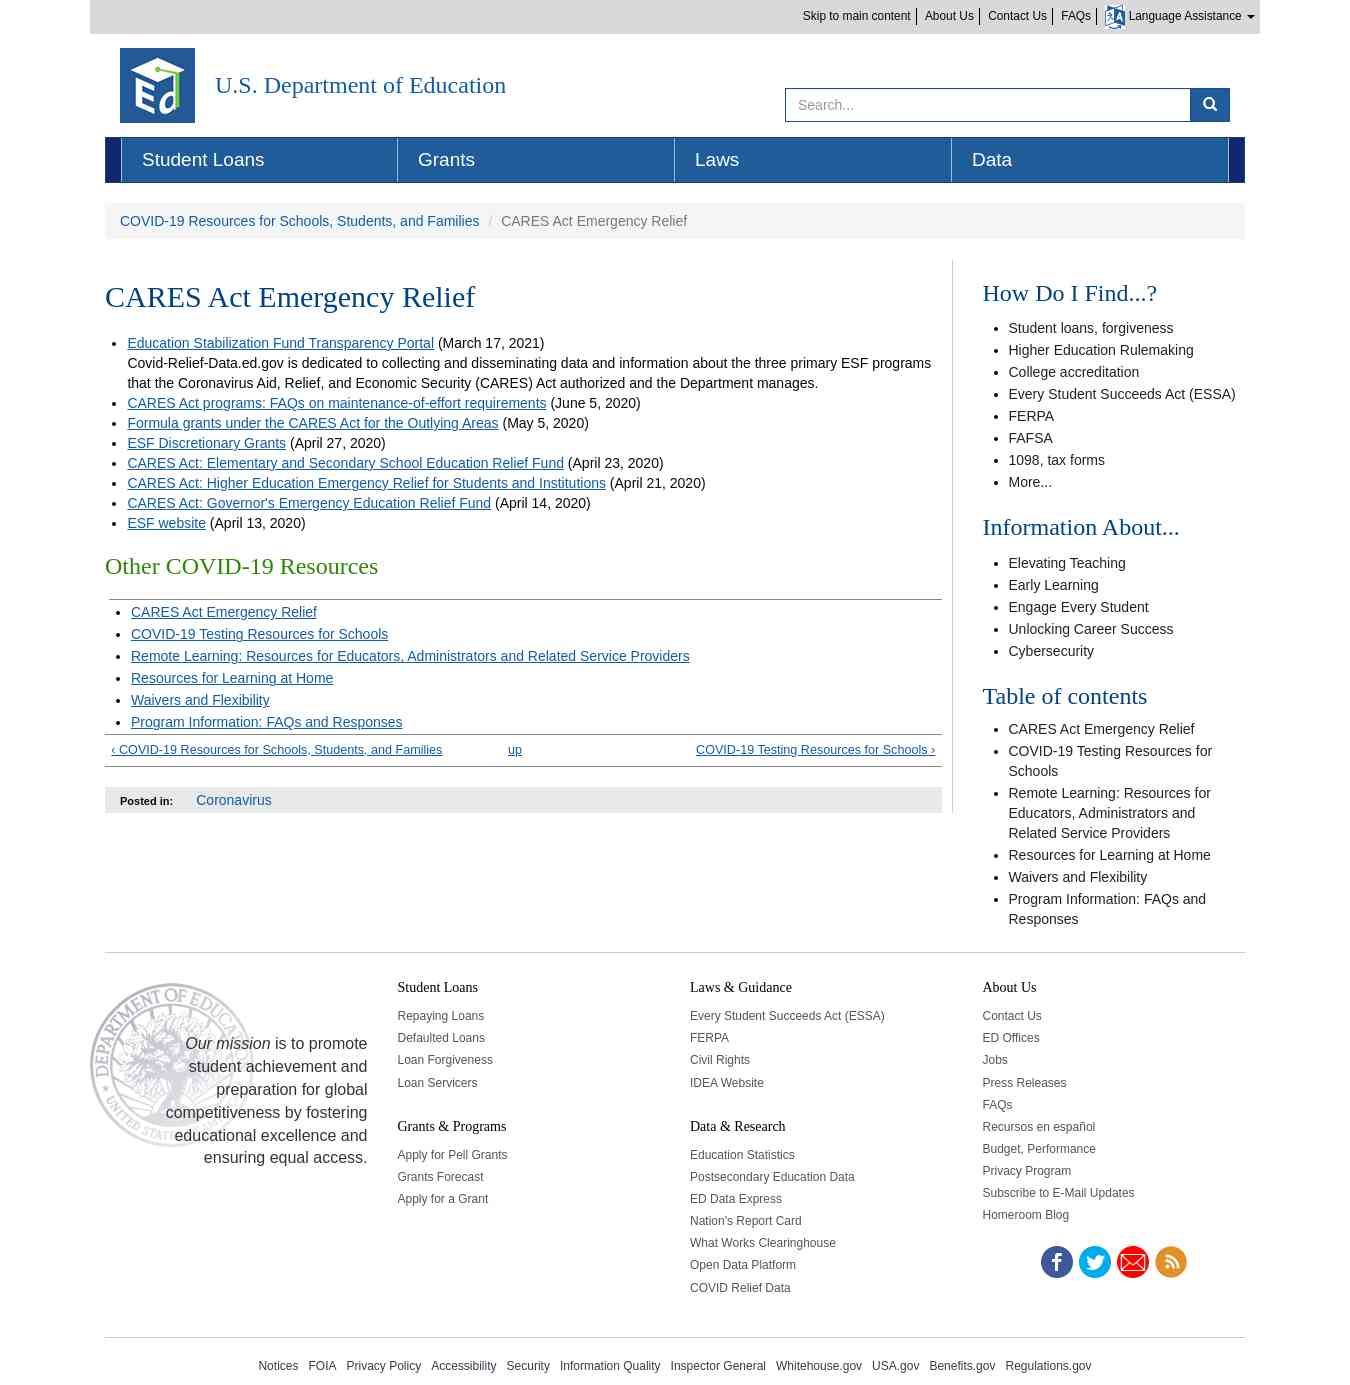 Skip to main content
About Us
Contact Us
FAQs
Language Assistance
Ed
U.S. Department of Education
Search...
Student Loans
Grants
Laws
Data
COVID-19 Resources for Schools, Students, and Families / CARES Act Emergency Relief
CARES Act Emergency Relief
Education Stabilization Fund Transparency Portal (March 17, 2021)
Covid-Relief-Data.ed.gov is dedicated to collecting and disseminating data and information about the three primary ESF programs
that the Coronavirus Aid, Relief, and Economic Security (CARES) Act authorized and the Department manages.
CARES Act programs: FAQs on maintenance-of-effort requirements (June 5, 2020)
Formula grants under the CARES Act for the Outlying Areas (May 5, 2020)
ESF Discretionary Grants (April 27, 2020)
CARES Act: Elementary and Secondary School Education Relief Fund (April 23, 2020)
CARES Act: Higher Education Emergency Relief for Students and Institutions (April 21, 2020)
CARES Act: Governor's Emergency Education Relief Fund (April 14, 2020)
ESF website (April 13, 2020)
Other COVID-19 Resources
CARES Act Emergency Relief
COVID-19 Testing Resources for Schools
Remote Learning: Resources for Educators, Administrators and Related Service Providers
Resources for Learning at Home
Waivers and Flexibility
Program Information: FAQs and Responses
‹ COVID-19 Resources for Schools, Students, and Families
up
COVID-19 Testing Resources for Schools ›
Posted in:
Coronavirus
How Do I Find...?
Student loans, forgiveness
Higher Education Rulemaking
College accreditation
Every Student Succeeds Act (ESSA)
FERPA
FAFSA
1098, tax forms
More...
Information About...
Elevating Teaching
Early Learning
Engage Every Student
Unlocking Career Success
Cybersecurity
Table of contents
CARES Act Emergency Relief
COVID-19 Testing Resources for
Schools
Remote Learning: Resources for
Educators, Administrators and
Related Service Providers
Resources for Learning at Home
Waivers and Flexibility
Program Information: FAQs and
Responses
DEPARTMENT OF EDUCATION
Our mission is to promote
student achievement and
preparation for global
competitiveness by fostering
educational excellence and
ensuring equal access.
Student Loans
Repaying Loans
Defaulted Loans
Loan Forgiveness
Loan Servicers
Grants & Programs
Apply for Pell Grants
Grants Forecast
Apply for a Grant
Laws & Guidance
Every Student Succeeds Act (ESSA)
FERPA
Civil Rights
IDEA Website
Data & Research
Education Statistics
Postsecondary Education Data
ED Data Express
Nation's Report Card
What Works Clearinghouse
Open Data Platform
COVID Relief Data
About Us
Contact Us
ED Offices
Jobs
Press Releases
FAQs
Recursos en español
Budget, Performance
Privacy Program
Subscribe to E-Mail Updates
Homeroom Blog
Notices FOIA Privacy Policy Accessibility Security Information Quality Inspector General Whitehouse.gov USA.gov Benefits.gov Regulations.gov